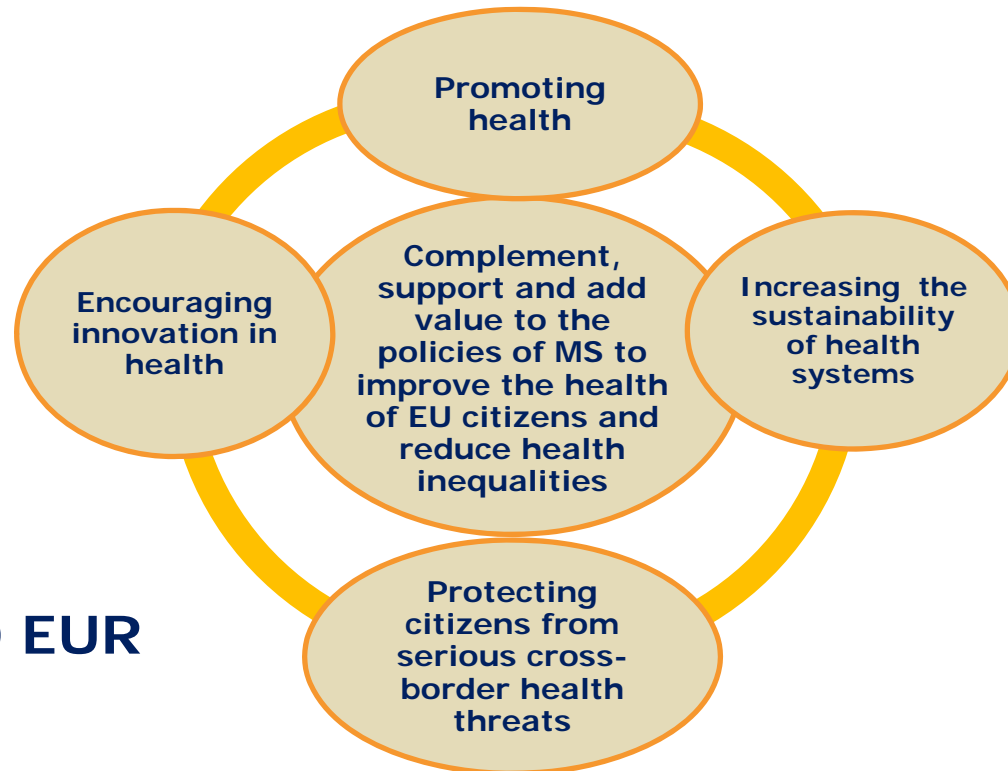 Promoting
health
Complement,
support and add
value to the
policies of MS to
improve the health
of EU citizens and
reduce health
inequalities
Encouraging
innovation in
health
Increasing the
sustainability
of health
systems
Protecting
citizens from
serious cross-
border health
threats
EUR